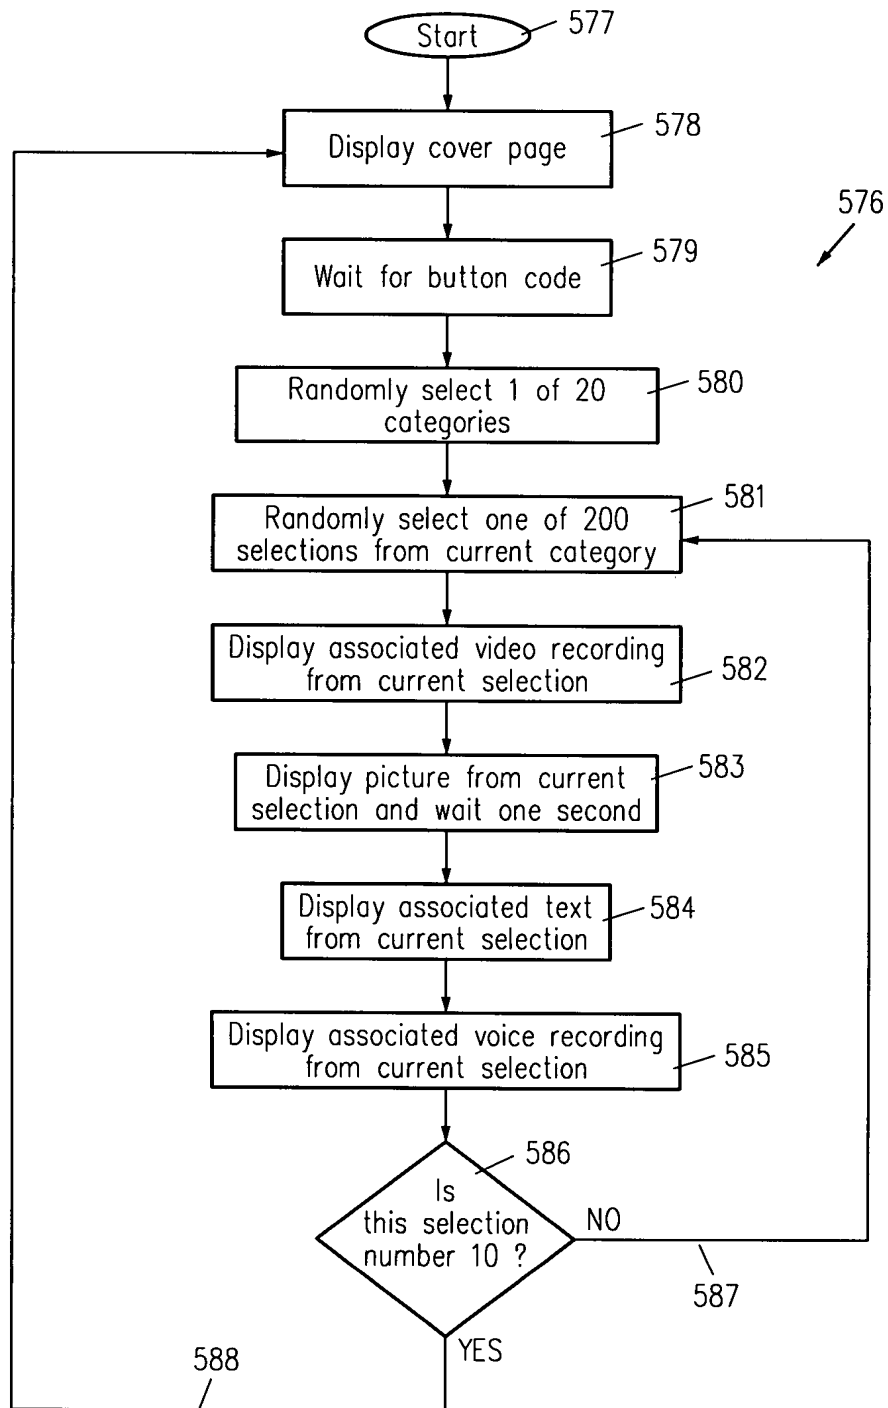 Start
577
Display cover page
578
576
Wait for button code
579
Randomly select 1 of 20
categories
580
Randomly select one of 200
selections from current category
581
Display associated video recording
from current selection
582
Display picture from current
selection and wait one second
583
Display associated text
from current selection
584
Display associated voice recording
from current selection
585
586
Is
this selection
number 10 ?
NO
587
YES
588